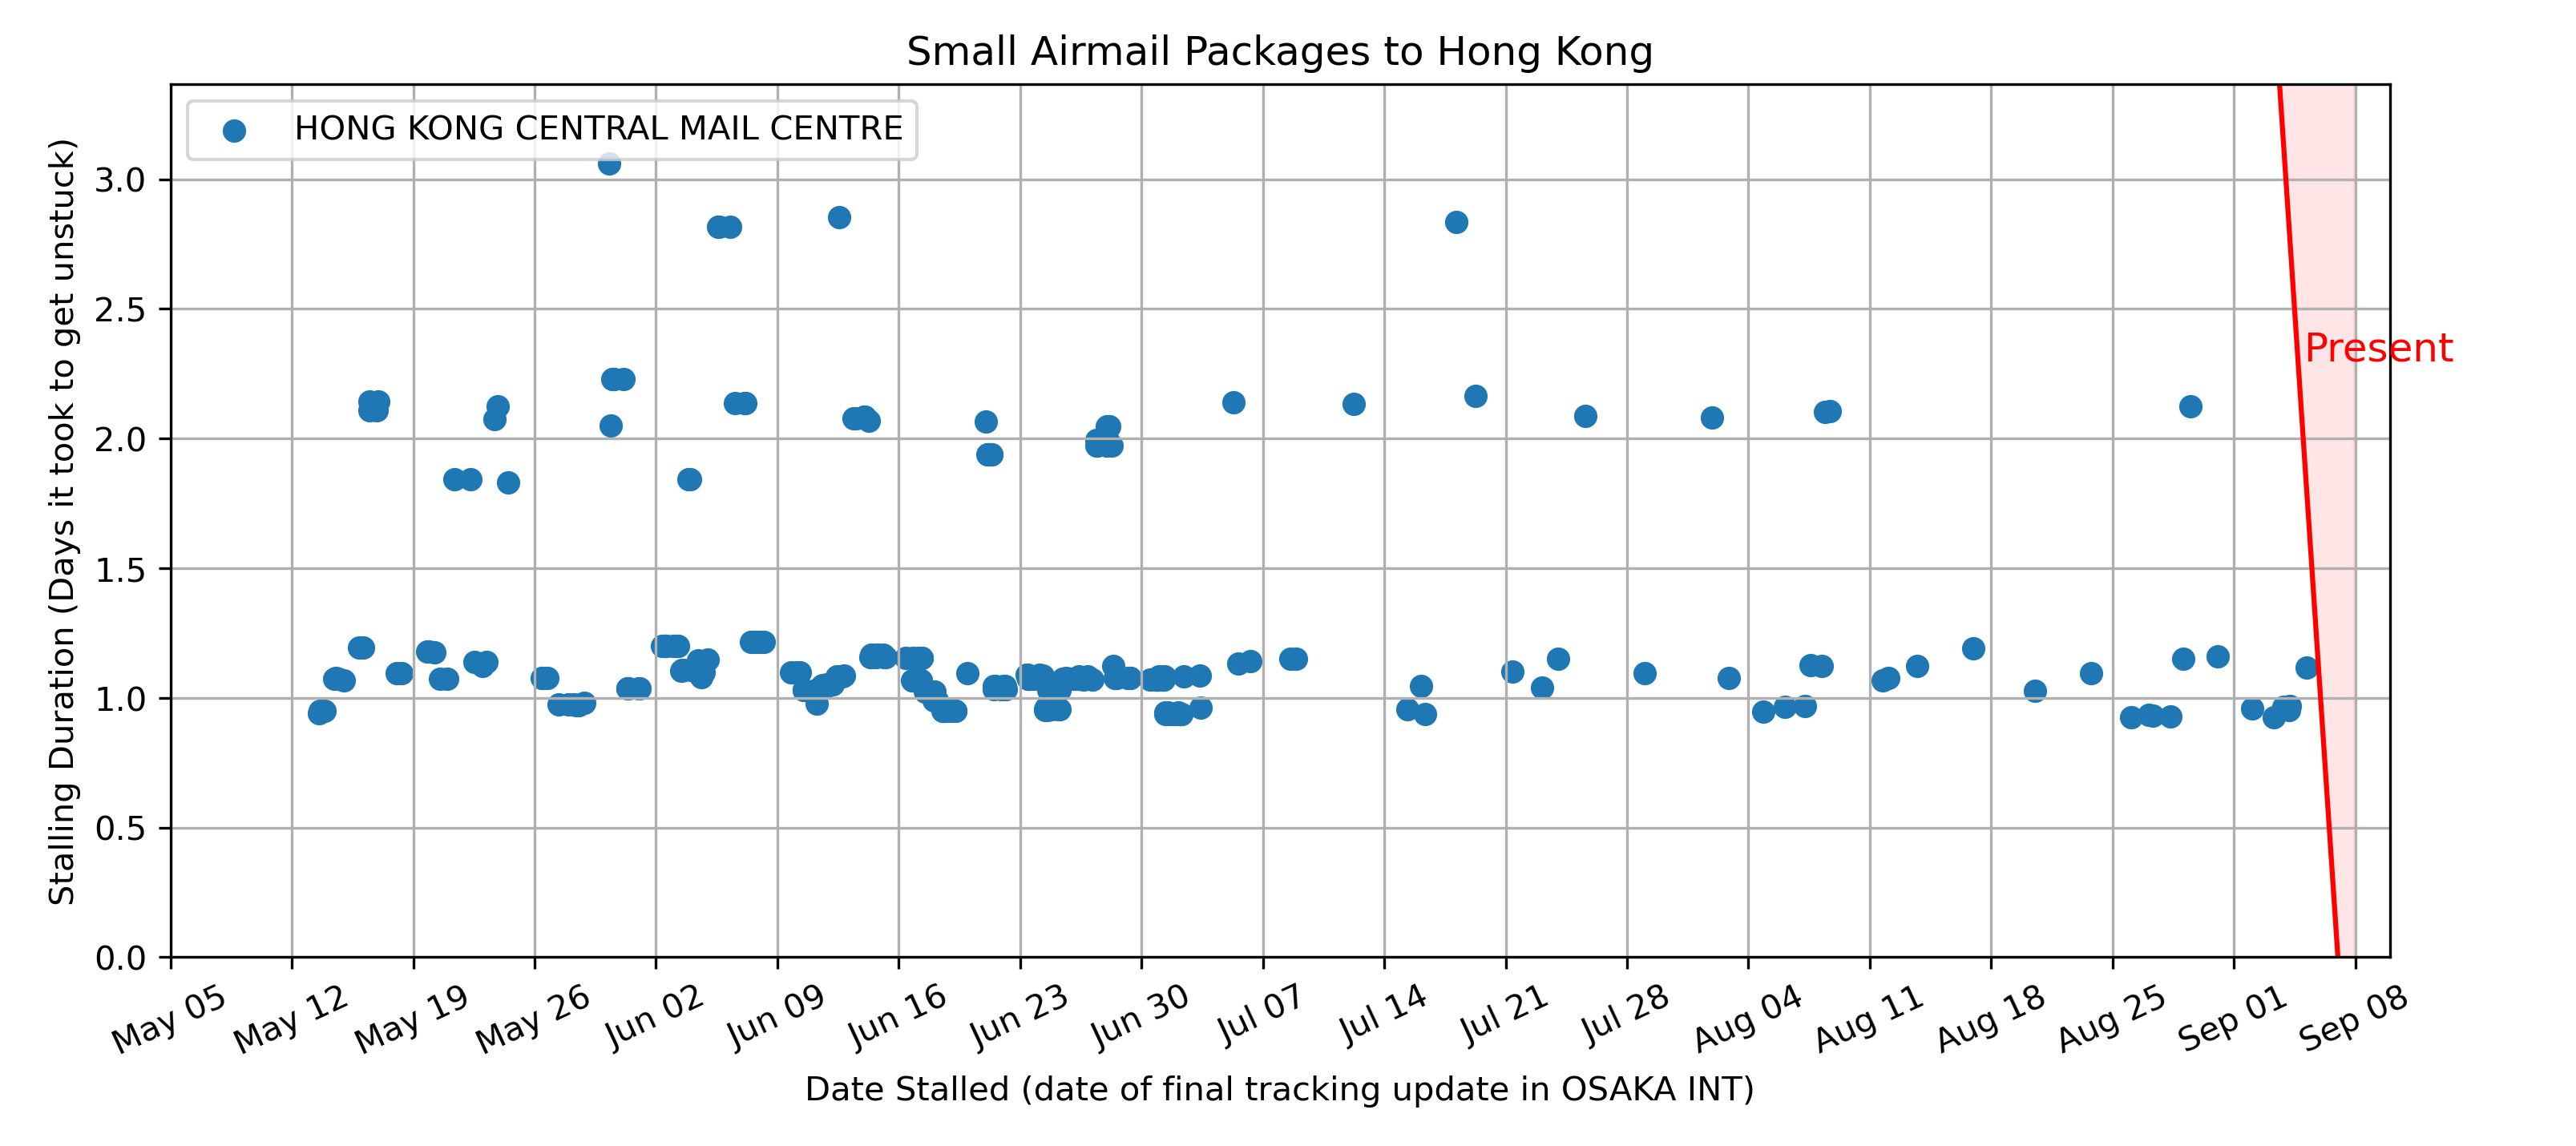 Small Airmail Packages to Hong Kong
HONG KONG CENTRAL MAIL CENTRE
Stalling Duration (Days it took to get unstuck)
3.0
2.5
2.0
1.5
1.0
0.5
0.0
Present
May 05
May 12
May 19
May 26
Jun 02
Jun 09
Jun 16
Jun 23
Jun 30
Jul 07
Jul 14
Jul 21
Jul 28
Aug 04
Aug 11
Aug 18
Aug 25
Sep 01
Sep 08
Date Stalled (date of final tracking update in OSAKA INT)